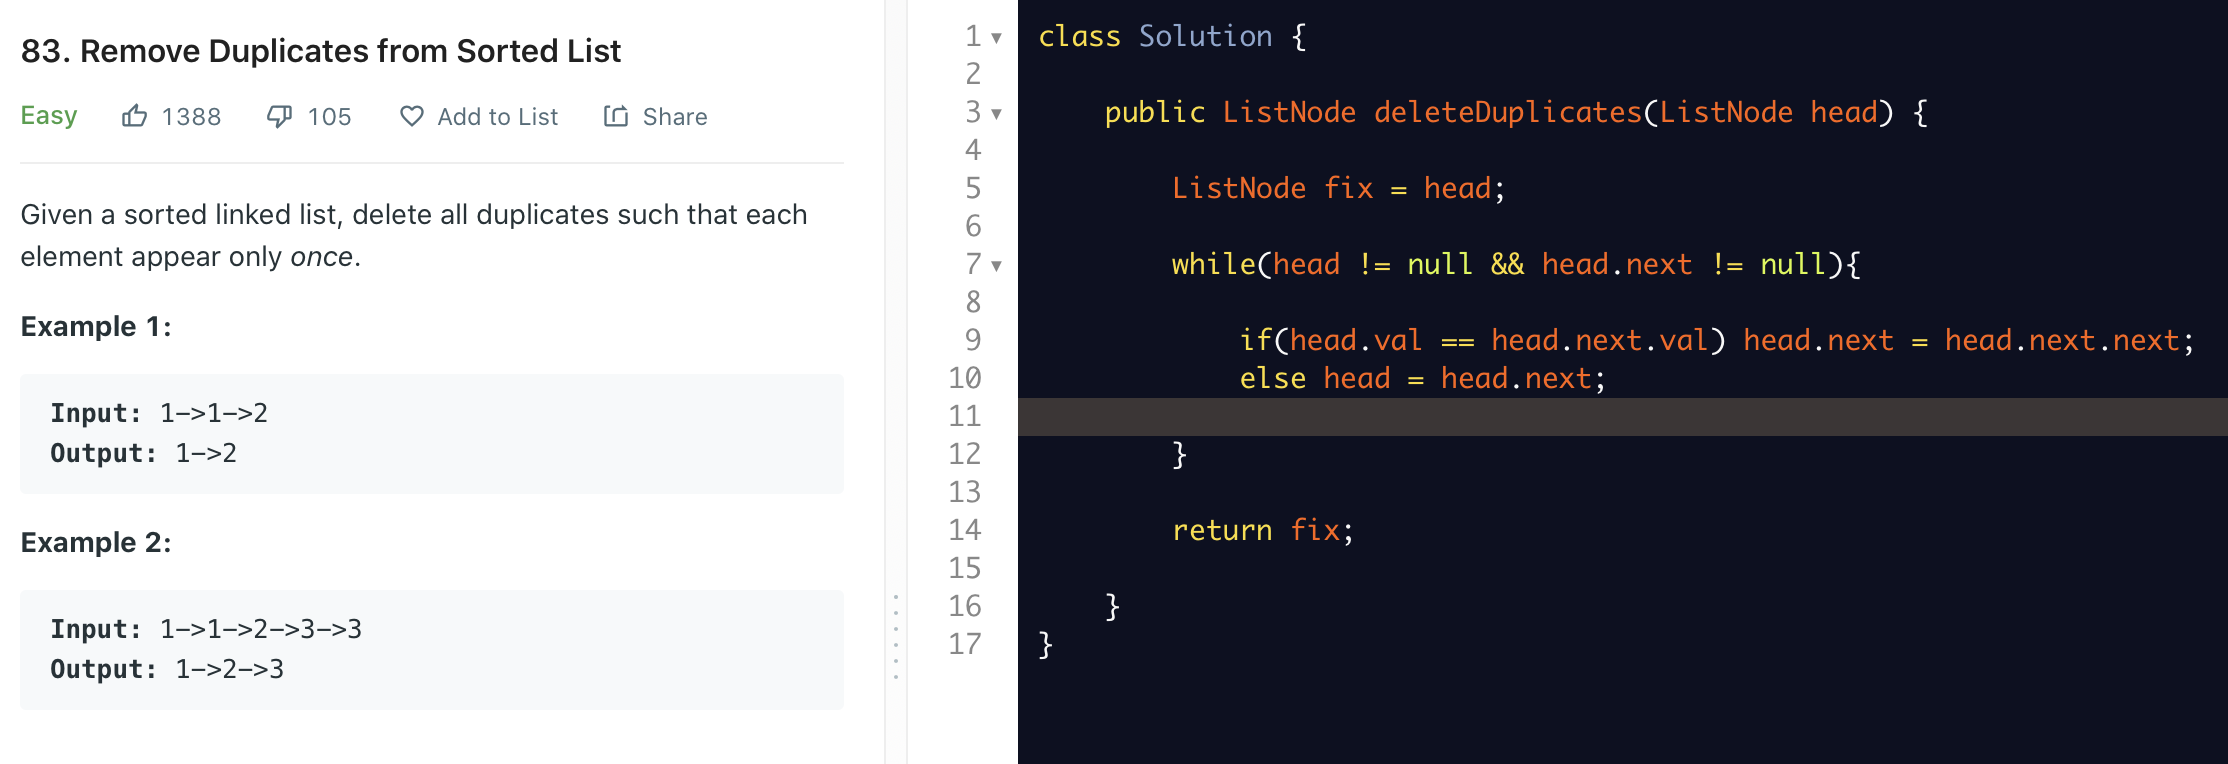 83. Remove Duplicates from Sorted List
Easy 1388 105 Add to List Share
Given a sorted linked list, delete all duplicates such that each
element appear only once.
Example 1:
Input: 1->1->2
Output: 1->2
Example 2:
Input: 1->1->2->3->3
Output: 1->2->3
1 class Solution {
2
3 public ListNode deleteDuplicates(ListNode head) {
4
5 ListNode fix = head;
6
7 while(head != null && head.next != null){
8
9 if(head.val == head.next.val) head.next = head.next.next;
10 else head = head.next;
11
12 }
13
14 return fix;
15
16 }
17 }